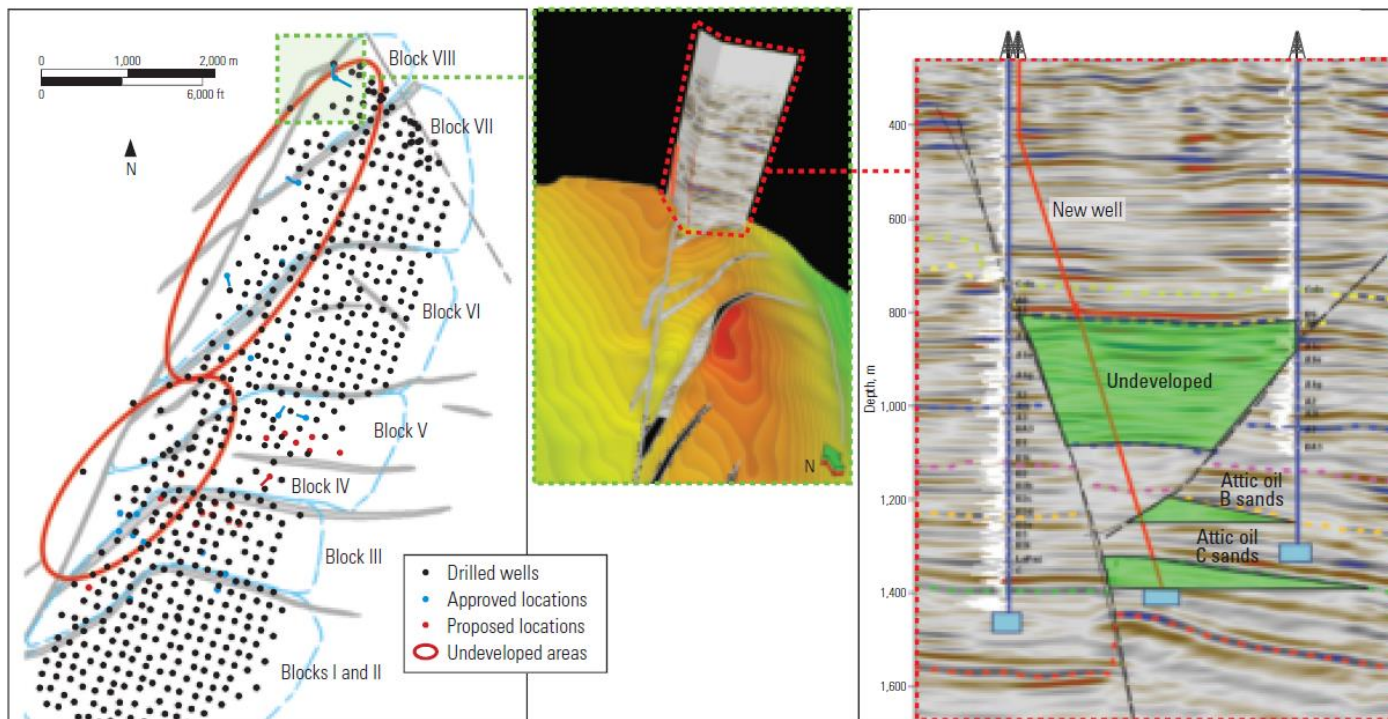 Block VIII
0 1,000 2,000 m
0 6,000 ft
N
Block VII
Block VI
Block V
Block IV
Block III
Blocks I and II
Drilled wells
Approved locations
Proposed locations
Undeveloped areas
N
Depth, m
400
600
800
1,000
1,200
1,400
1,600
New well
Undeveloped
Attic oil
B sands
Attic oil
C sands